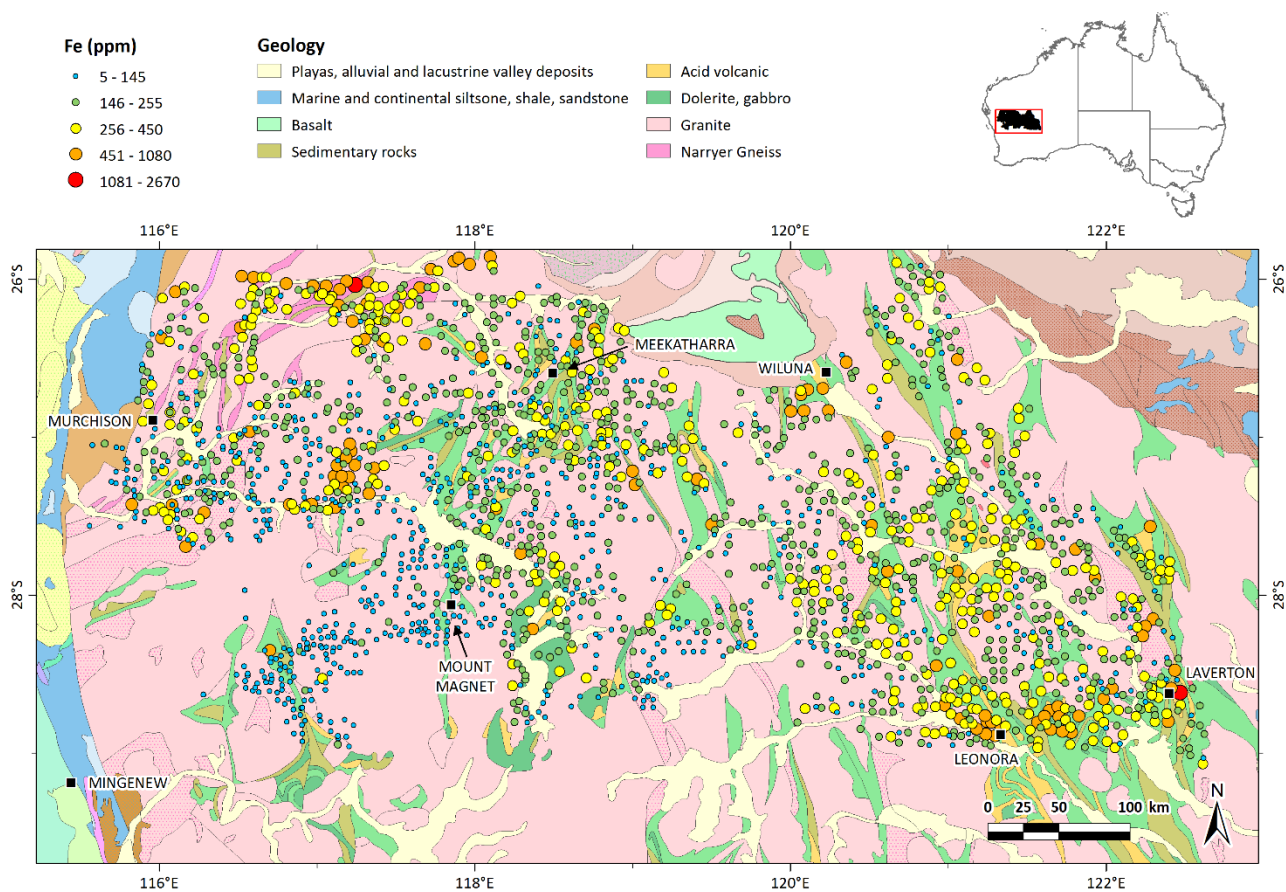 Fe (ppm)
5 - 145
146 - 255
256 - 450
451 - 1080
1081 - 2670
Geology
Playas, alluvial and lacustrine valley deposits
Marine and continental siltsone, shale, sandstone
Basalt
Sedimentary rocks
Acid volcanic
Dolerite, gabbro
Granite
Narryer Gneiss
116°E 118°E 120°E 122°E
26°S 26°S
MEEKATHARRA
WILUNA
MURCHISON
28°S 28°S
MOUNT
MAGNET
LAVERTON
LEONORA
MINGENEW
N
0 25 50 100 km
116°E 118°E 120°E 122°E